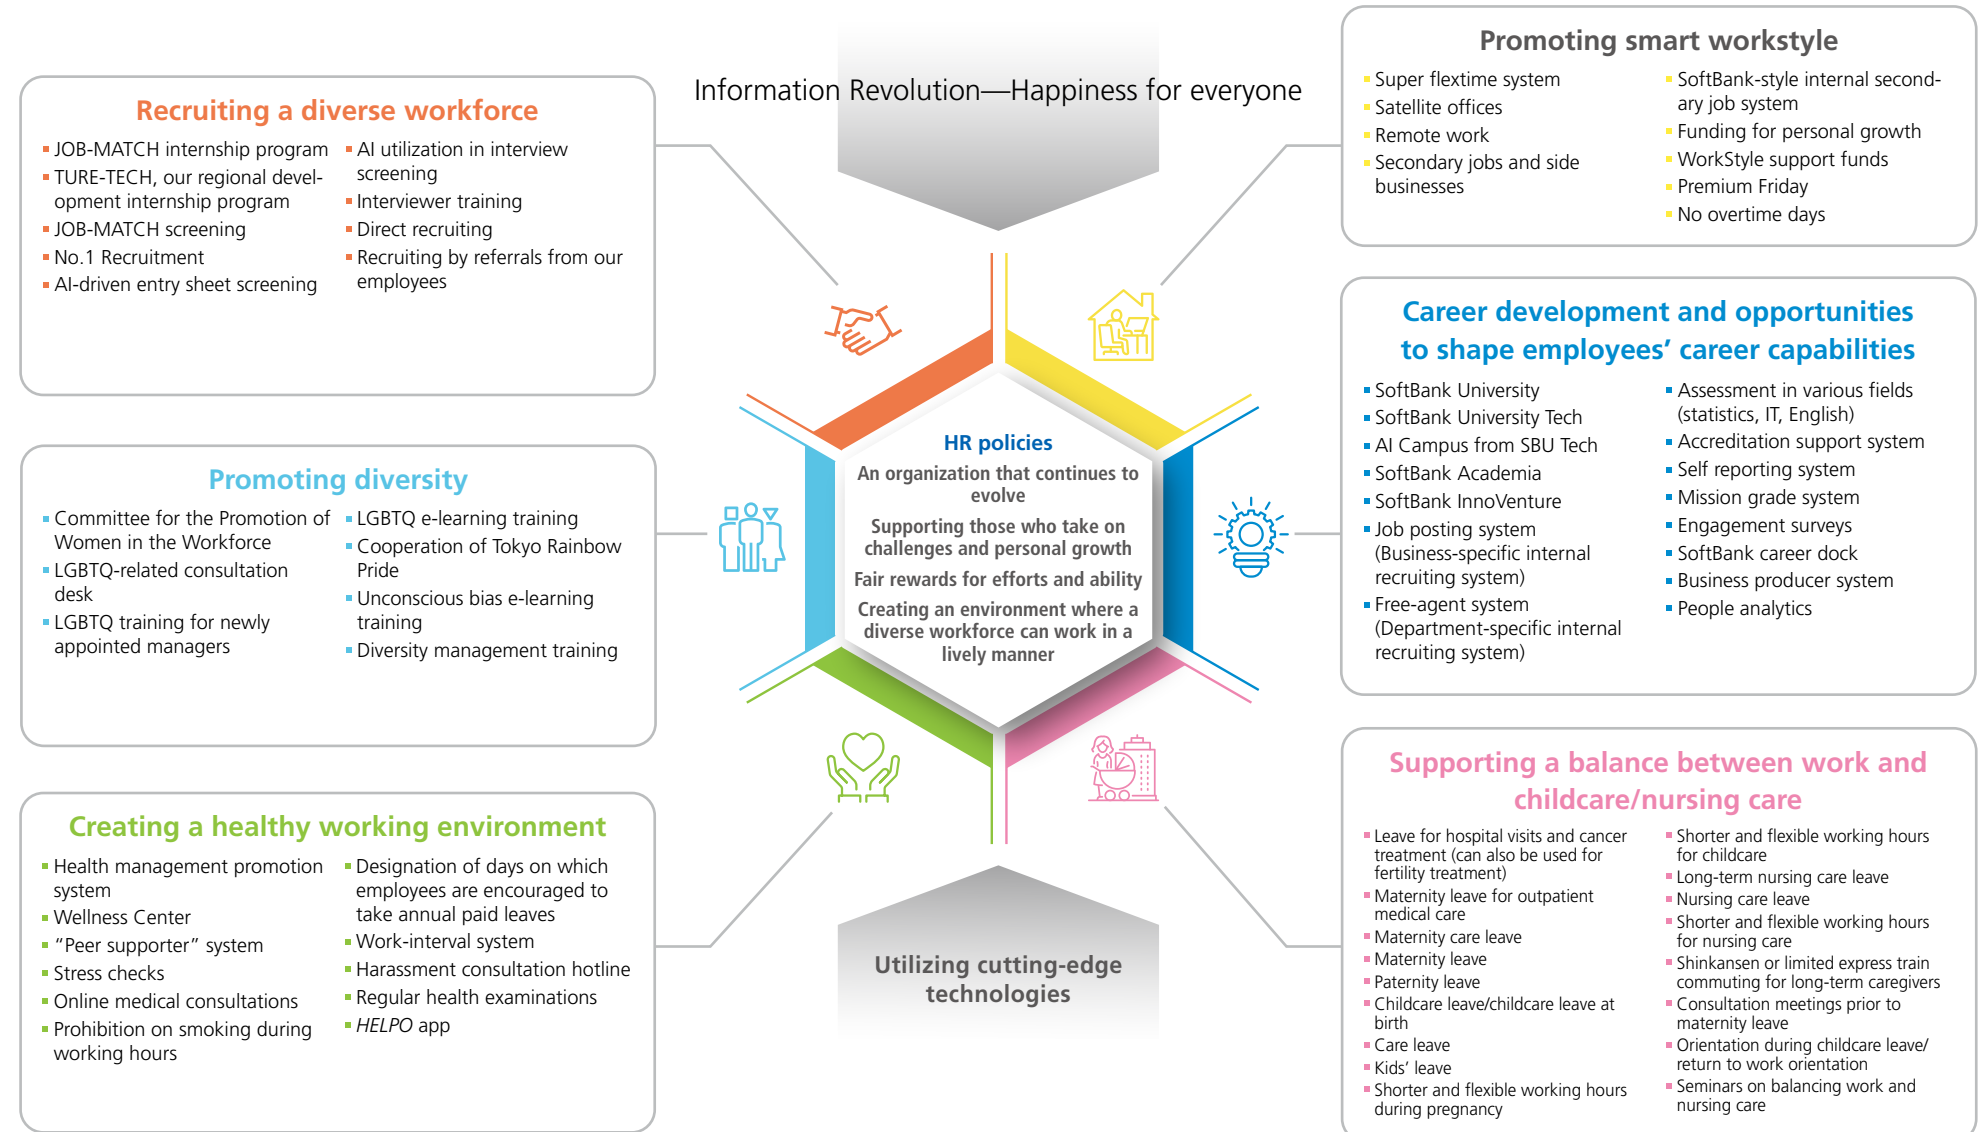 Information Revolution—Happiness for everyone
Recruiting a diverse workforce
JOB-MATCH internship program
TURE-TECH, our regional devel-
opment internship program
JOB-MATCH screening
No.1 Recruitment
AI-driven entry sheet screening
AI utilization in interview
screening
Interviewer training
Direct recruiting
Recruiting by referrals from our
employees
Promoting smart workstyle
Super flextime system
Satellite offices
Remote work
Secondary jobs and side
businesses
SoftBank-style internal second-
ary job system
Funding for personal growth
WorkStyle support funds
Premium Friday
No overtime days
Promoting diversity
Committee for the Promotion of
Women in the Workforce
LGBTQ-related consultation
desk
LGBTQ training for newly
appointed managers
LGBTQ e-learning training
Cooperation of Tokyo Rainbow
Pride
Unconscious bias e-learning
training
Diversity management training
HR policies
An organization that continues to
evolve
Supporting those who take on
challenges and personal growth
Fair rewards for efforts and ability
Creating an environment where a
diverse workforce can work in a
lively manner
Career development and opportunities
to shape employees’ career capabilities
SoftBank University
SoftBank University Tech
AI Campus from SBU Tech
SoftBank Academia
SoftBank InnoVenture
Job posting system
(Business-specific internal
recruiting system)
Free-agent system
(Department-specific internal
recruiting system)
Assessment in various fields
(statistics, IT, English)
Accreditation support system
Self reporting system
Mission grade system
Engagement surveys
SoftBank career dock
Business producer system
People analytics
Creating a healthy working environment
Health management promotion
system
Wellness Center
“Peer supporter” system
Stress checks
Online medical consultations
Prohibition on smoking during
working hours
Designation of days on which
employees are encouraged to
take annual paid leaves
Work-interval system
Harassment consultation hotline
Regular health examinations
HELPO app
Utilizing cutting-edge
technologies
Supporting a balance between work and
childcare/nursing care
Leave for hospital visits and cancer
treatment (can also be used for
fertility treatment)
Maternity leave for outpatient
medical care
Maternity care leave
Maternity leave
Paternity leave
Childcare leave/childcare leave at
birth
Care leave
Kids’ leave
Shorter and flexible working hours
during pregnancy
Shorter and flexible working hours
for childcare
Long-term nursing care leave
Nursing care leave
Shorter and flexible working hours
for nursing care
Shinkansen or limited express train
commuting for long-term caregivers
Consultation meetings prior to
maternity leave
Orientation during childcare leave/
return to work orientation
Seminars on balancing work and
nursing care